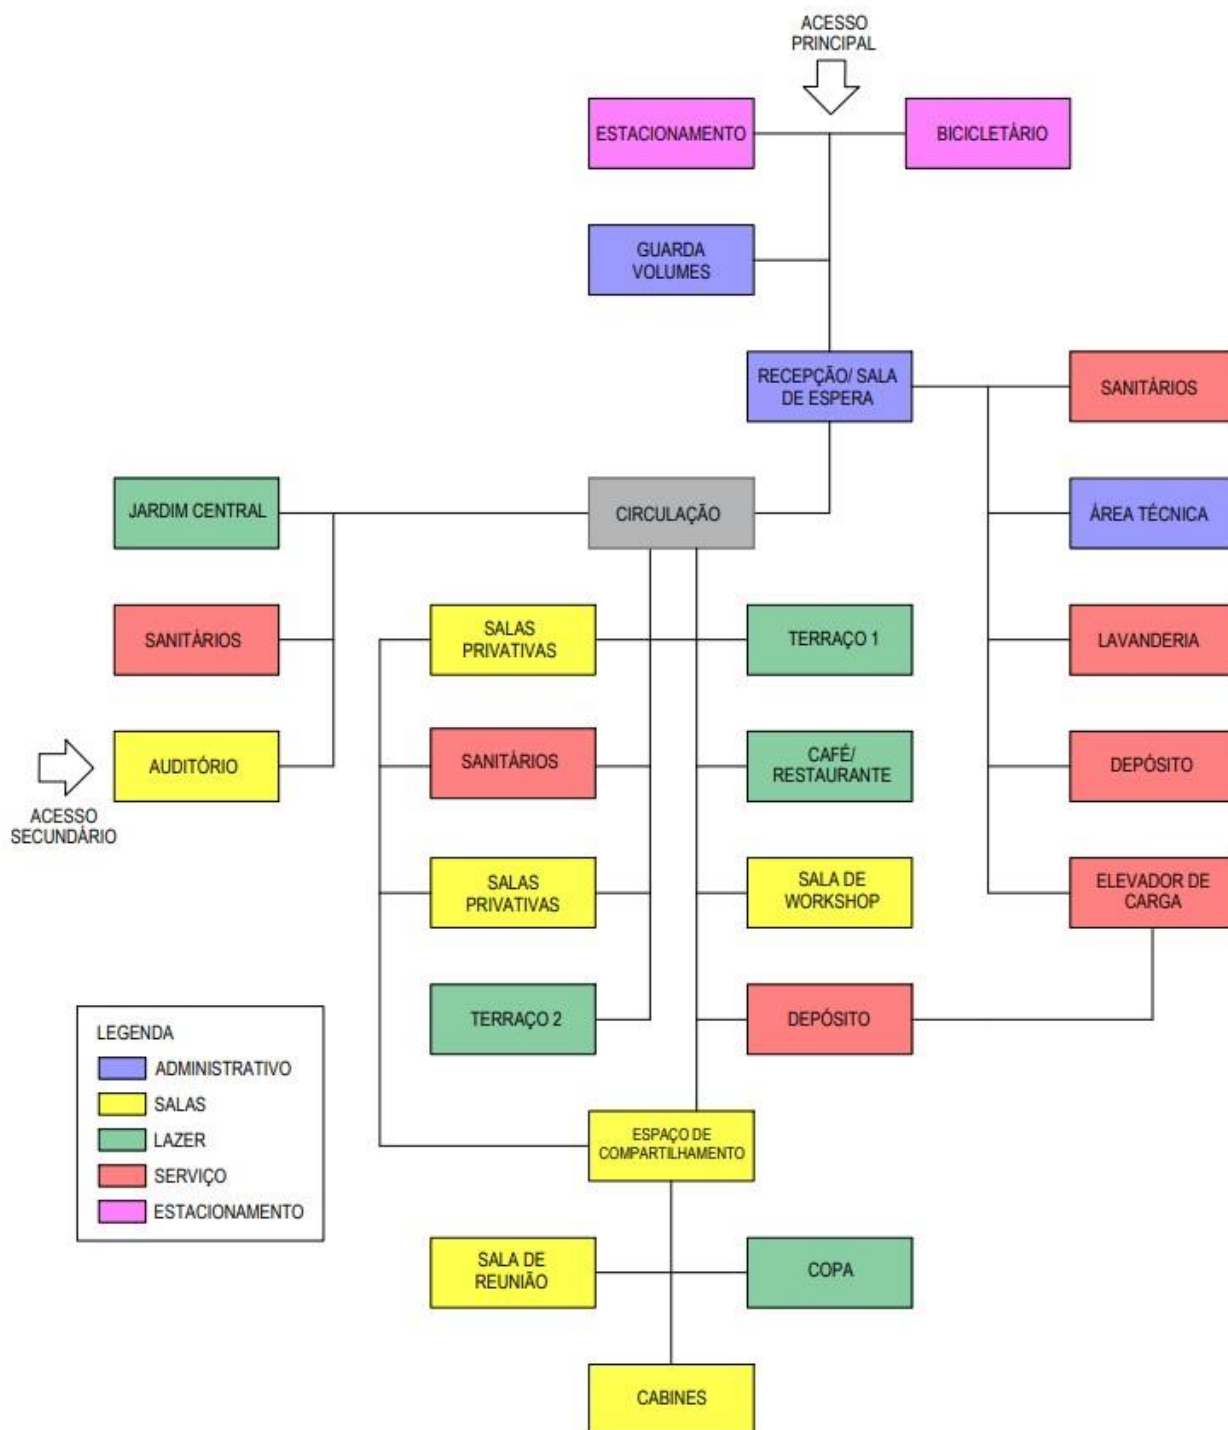 ACESSO
PRINCIPAL
ESTACIONAMENTO
BICICLETÁRIO
GUARDA
VOLUMES
RECEPÇÃO/ SALA
DE ESPERA
SANITÁRIOS
JARDIM CENTRAL
CIRCULAÇÃO
ÁREA TÉCNICA
SANITÁRIOS
SALAS
PRIVATIVAS
TERRAÇO 1
LAVANDERIA
ACESSO
SECUNDÁRIO
AUDITÓRIO
SANITÁRIOS
CAFÉ/
RESTAURANTE
DEPÓSITO
SALAS
PRIVATIVAS
SALA DE
WORKSHOP
ELEVADOR DE
CARGA
TERRAÇO 2
DEPÓSITO
LEGENDA
ADMINISTRATIVO
SALAS
LAZER
SERVIÇO
ESTACIONAMENTO
ESPAÇO DE
COMPARTILHAMENTO
SALA DE
REUNIÃO
COPA
CABINES